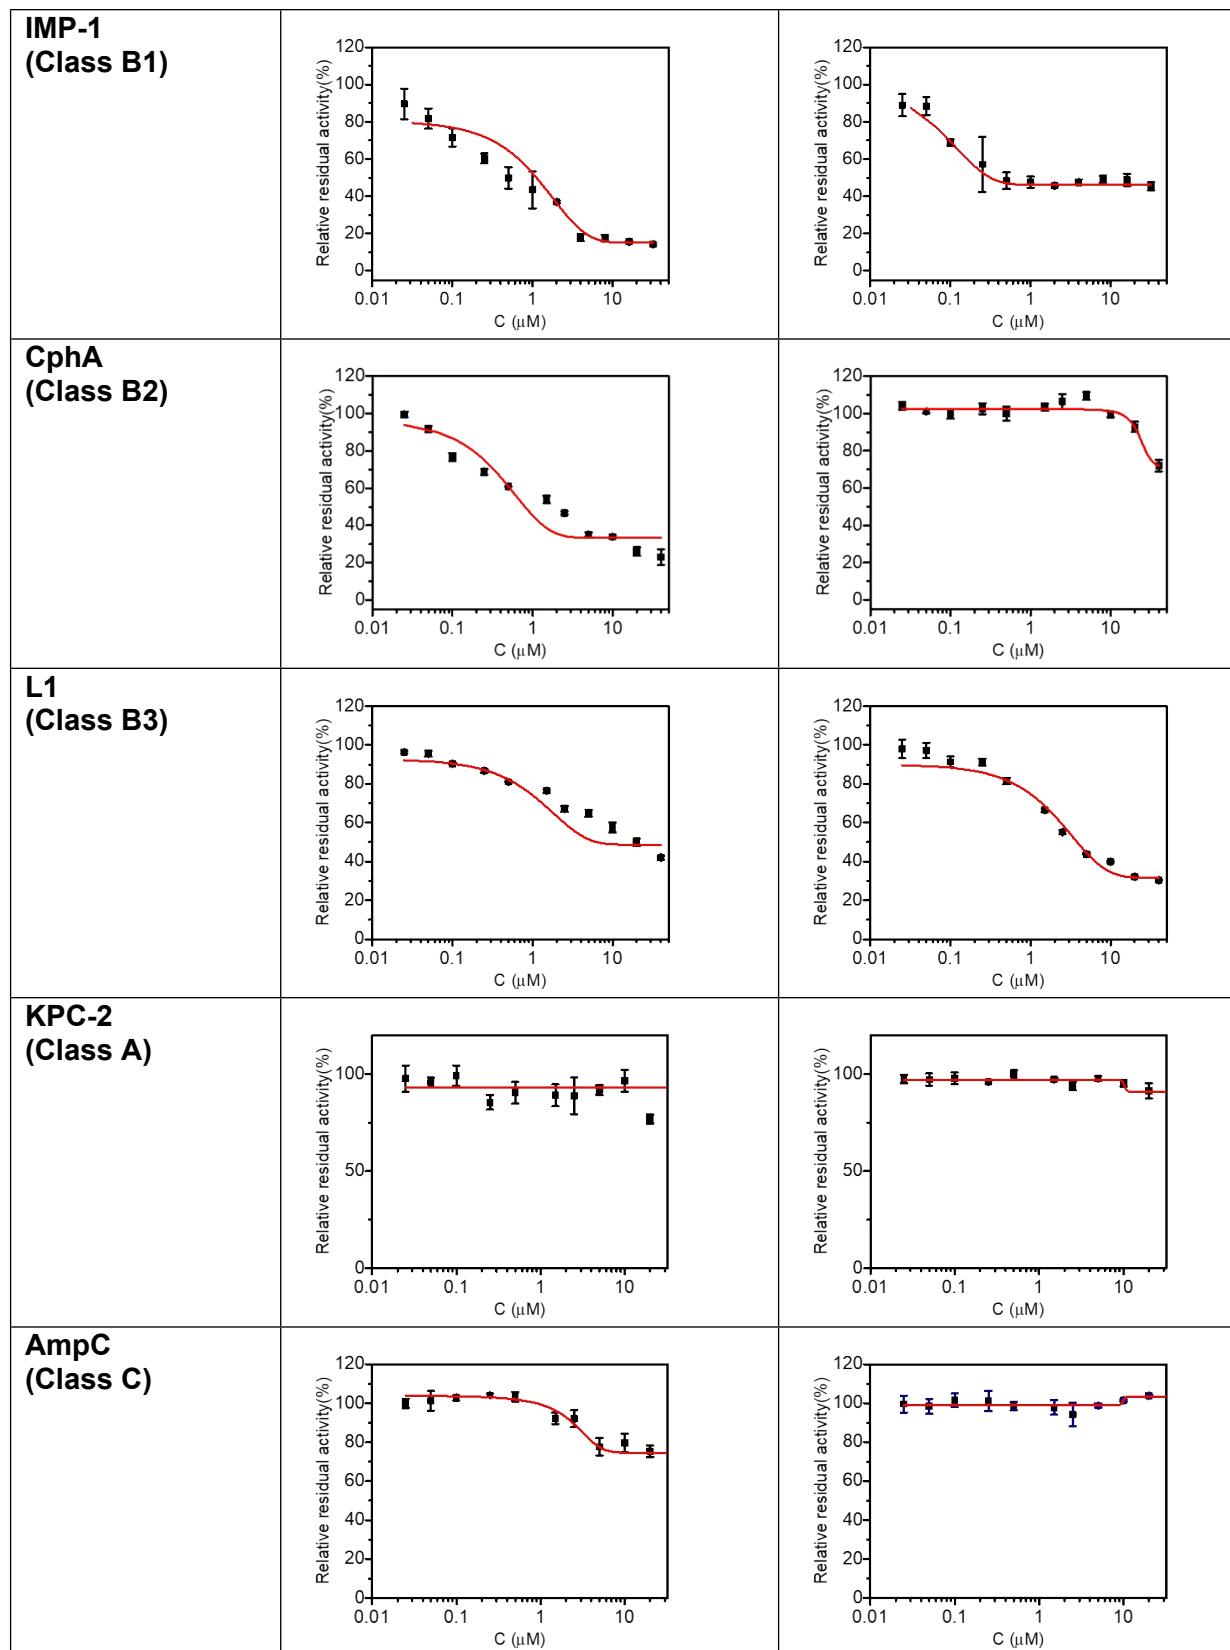 IMP-1
(Class B1)
Relative residual activity(%)
120
100
80
60
40
20
0
0.01 0.1 1 10
C (μM)
Relative residual activity(%)
120
100
80
60
40
20
0
0.01 0.1 1 10
C (μM)
CphA
(Class B2)
Relative residual activity(%)
120
100
80
60
40
20
0
0.01 0.1 1 10
C (μM)
Relative residual activity(%)
120
100
80
60
40
20
0
0.01 0.1 1 10
C (μM)
L1
(Class B3)
Relative residual activity(%)
120
100
80
60
40
20
0
0.01 0.1 1 10
C (μM)
Relative residual activity(%)
120
100
80
60
40
20
0
0.01 0.1 1 10
C (μM)
KPC-2
(Class A)
Relative residual activity(%)
100
50
0
0.01 0.1 1 10
C (μM)
Relative residual activity(%)
100
50
0
0.01 0.1 1 10
C (μM)
AmpC
(Class C)
Relative residual activity(%)
120
100
80
60
40
20
0
0.01 0.1 1 10
C (μM)
Relative residual activity(%)
120
100
80
60
40
20
0
0.01 0.1 1 10
C (μM)